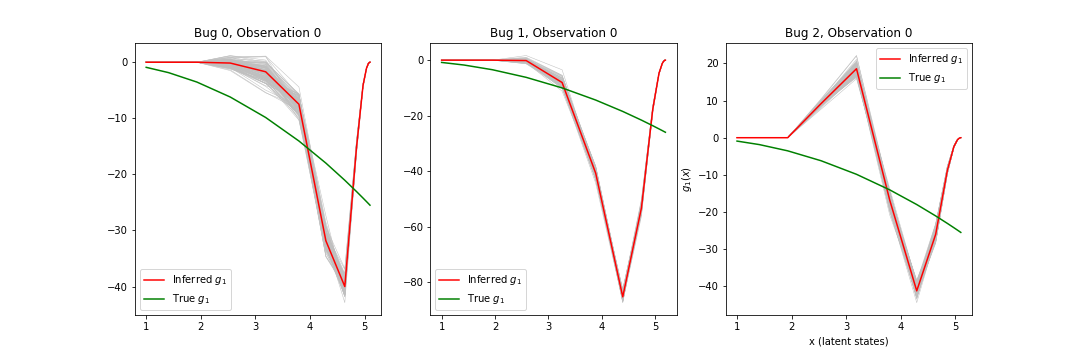 Bug 0, Observation 0
0
−10
−20
−30
−40
1 2 3 4 5
Inferred g₁
True g₁
Bug 1, Observation 0
0
−20
−40
−60
−80
1 2 3 4 5
Inferred g₁
True g₁
Bug 2, Observation 0
g₁(x)
20
10
0
−10
−20
−30
−40
1 2 3 4 5
x (latent states)
Inferred g₁
True g₁